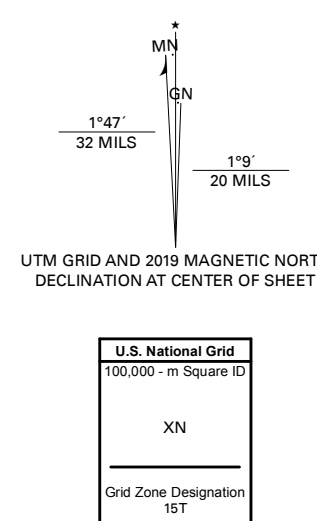 ★
MN
GN
1°47´
32 MILS
1°9´
20 MILS
UTM GRID AND 2019 MAGNETIC NORT
DECLINATION AT CENTER OF SHEET
U.S. National Grid
100,000 - m Square ID
XN
Grid Zone Designation
15T